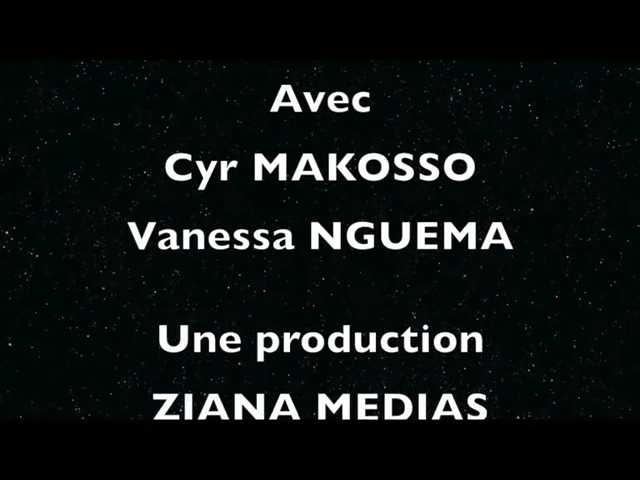 Avec
Cyr MAKOSSO
Vanessa NGUEMA
Une production
ZIANA MEDIAS